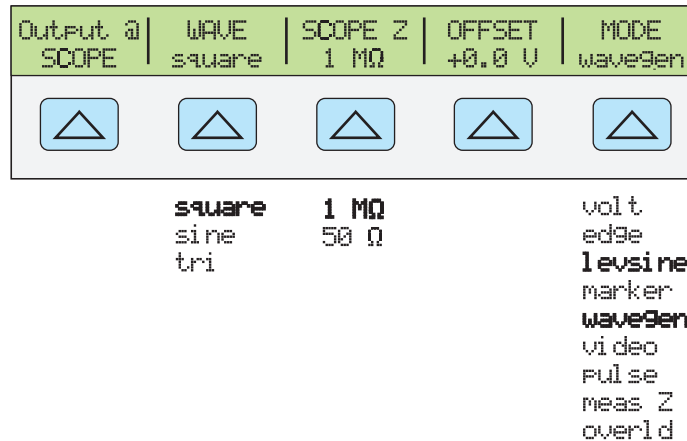 Output @ WAVE SCOPE Z OFFSET MODE
SCOPE square 1 MΩ +0.0 V wavegen
square 1 MΩ volt
sine 50 Ω edge
tri levsine
marker
wavegen
video
pulse
meas Z
overld